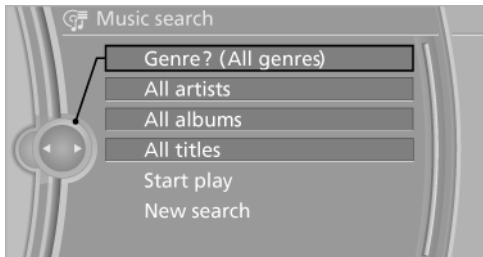 Music search
Genre? (All genres)
All artists
All albums
All titles
Start play
New search